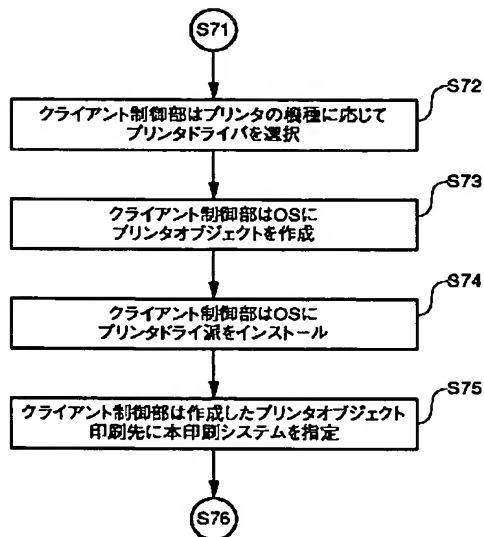 S71
S72
クライアント制御部はプリンタの機種に応じて
プリンタドライバを選択
S73
クライアント制御部はOSに
プリンタオブジェクトを作成
S74
クライアント制御部はOSに
プリンタドライ派をインストール
S75
クライアント制御部は作成したプリンタオブジェクト
印刷先に本印刷システムを指定
S76